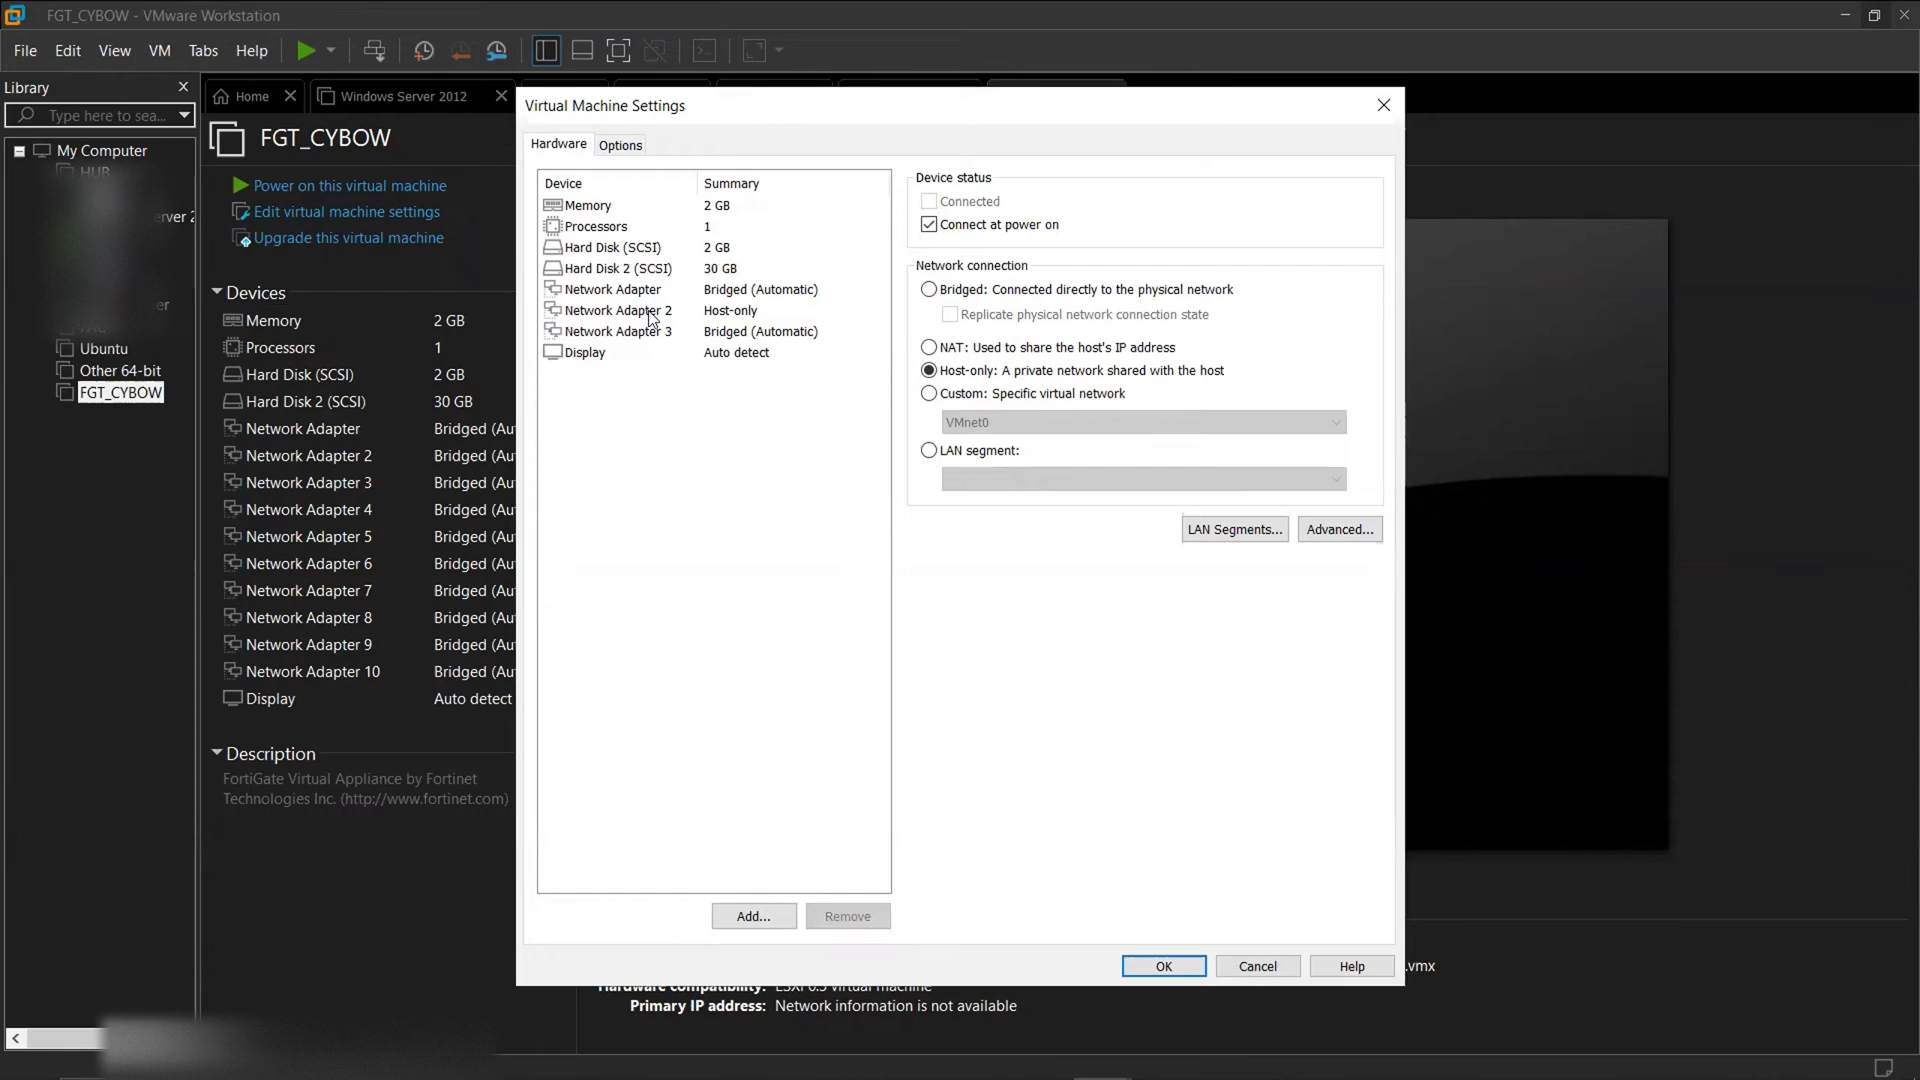 FGT_CYBOW - VMware Workstation
File Edit View VM Tabs Help
Library
Type here to sea...
My Computer
HUB
erver 2
er
Ubuntu
Other 64-bit
FGT_CYBOW
Home
Windows Server 2012
FGT_CYBOW
Power on this virtual machine
Edit virtual machine settings
Upgrade this virtual machine
Devices
Memory 2 GB
Processors 1
Hard Disk (SCSI) 2 GB
Hard Disk 2 (SCSI) 30 GB
Network Adapter Bridged (Au
Network Adapter 2 Bridged (Au
Network Adapter 3 Bridged (Au
Network Adapter 4 Bridged (Au
Network Adapter 5 Bridged (Au
Network Adapter 6 Bridged (Au
Network Adapter 7 Bridged (Au
Network Adapter 8 Bridged (Au
Network Adapter 9 Bridged (Au
Network Adapter 10 Bridged (Au
Display Auto detect
Description
FortiGate Virtual Appliance by Fortinet
Technologies Inc. (http://www.fortinet.com)
Virtual Machine Settings
Hardware Options
Device Summary
Memory 2 GB
Processors 1
Hard Disk (SCSI) 2 GB
Hard Disk 2 (SCSI) 30 GB
Network Adapter Bridged (Automatic)
Network Adapter 2 Host-only
Network Adapter 3 Bridged (Automatic)
Display Auto detect
Add... Remove
Device status
Connected
Connect at power on
Network connection
Bridged: Connected directly to the physical network
Replicate physical network connection state
NAT: Used to share the host's IP address
Host-only: A private network shared with the host
Custom: Specific virtual network
VMnet0
LAN segment:
LAN Segments... Advanced...
OK Cancel Help
.vmx
Hardware compatibility: ESXi 6.5 virtual machine
Primary IP address: Network information is not available